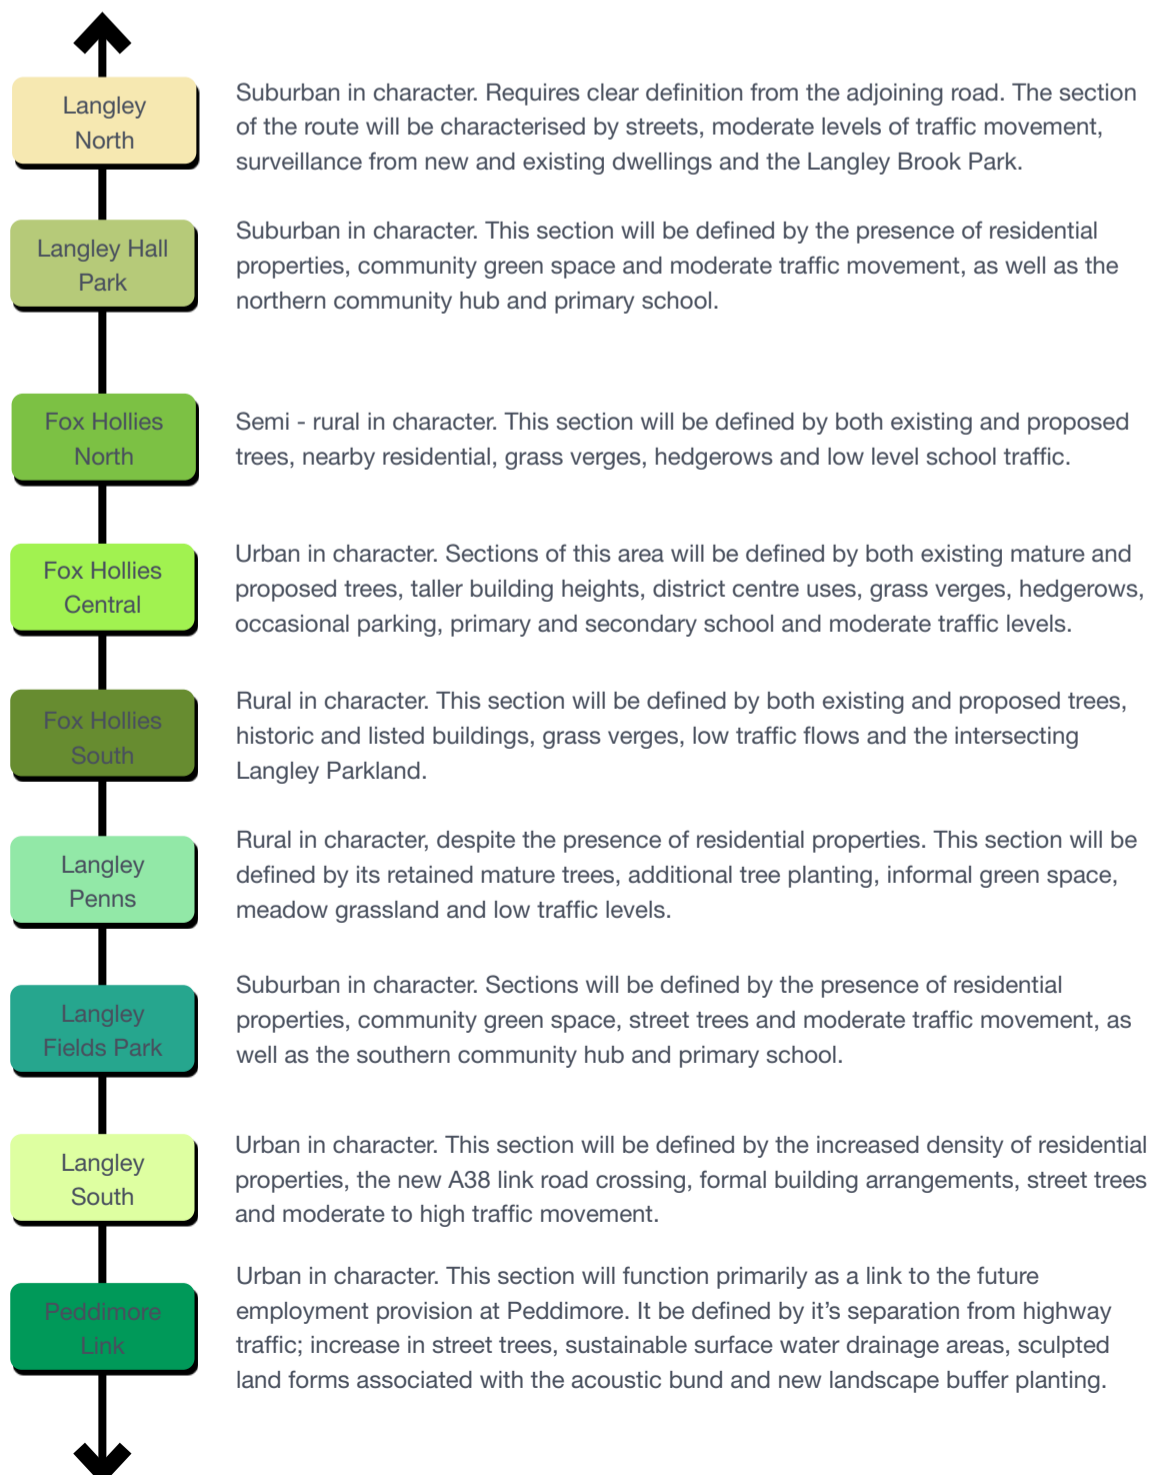 Langley
North
Suburban in character. Requires clear definition from the adjoining road. The section
of the route will be characterised by streets, moderate levels of traffic movement,
surveillance from new and existing dwellings and the Langley Brook Park.
Langley Hall
Park
Suburban in character. This section will be defined by the presence of residential
properties, community green space and moderate traffic movement, as well as the
northern community hub and primary school.
Fox Hollies
North
Semi - rural in character. This section will be defined by both existing and proposed
trees, nearby residential, grass verges, hedgerows and low level school traffic.
Fox Hollies
Central
Urban in character. Sections of this area will be defined by both existing mature and
proposed trees, taller building heights, district centre uses, grass verges, hedgerows,
occasional parking, primary and secondary school and moderate traffic levels.
Fox Hollies
South
Rural in character. This section will be defined by both existing and proposed trees,
historic and listed buildings, grass verges, low traffic flows and the intersecting
Langley Parkland.
Langley
Penns
Rural in character, despite the presence of residential properties. This section will be
defined by its retained mature trees, additional tree planting, informal green space,
meadow grassland and low traffic levels.
Langley
Fields Park
Suburban in character. Sections will be defined by the presence of residential
properties, community green space, street trees and moderate traffic movement, as
well as the southern community hub and primary school.
Langley
South
Urban in character. This section will be defined by the increased density of residential
properties, the new A38 link road crossing, formal building arrangements, street trees
and moderate to high traffic movement.
Peddimore
Link
Urban in character. This section will function primarily as a link to the future
employment provision at Peddimore. It be defined by it’s separation from highway
traffic; increase in street trees, sustainable surface water drainage areas, sculpted
land forms associated with the acoustic bund and new landscape buffer planting.